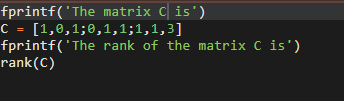 fprintf('The matrix C is')
C = [1,0,1;0,1,1;1,1,3]
fprintf('The rank of the matrix C is')
rank(C)